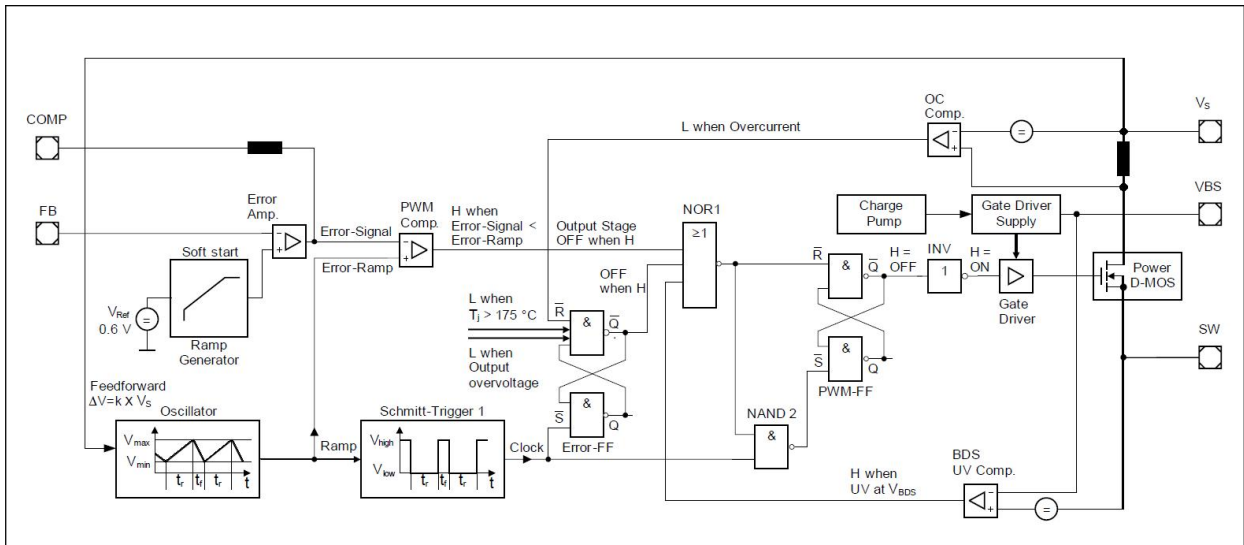 OC
Comp.
Vs
COMP
L when Overcurrent
VBS
Error
Amp.
PWM
Comp.
H when
Error-Signal <
Error-Ramp
Output Stage
OFF when H
NOR1
≥1
Charge
Pump
Gate Driver
Supply
FB
Error-Signal
Error-Ramp
Soft start
OFF
when H
R
&
Q
H =
OFF
INV
1
H =
ON
Gate
Driver
Power
D-MOS
VRef
0.6 V
Ramp
Generator
L when
Tj > 175 °C
L when
Output
overvoltage
R
&
Q
S
&
Q
PWM-FF
SW
Feedforward
ΔV=k x Vs
Oscillator
Vmax
Vmin
tr
tf
tr
t
Ramp
Schmitt-Trigger 1
Vhigh
Vlow
tr
tf
tr
t
Clock
S
&
Q
Error-FF
NAND 2
&
H when
UV at VBDS
BDS
UV Comp.